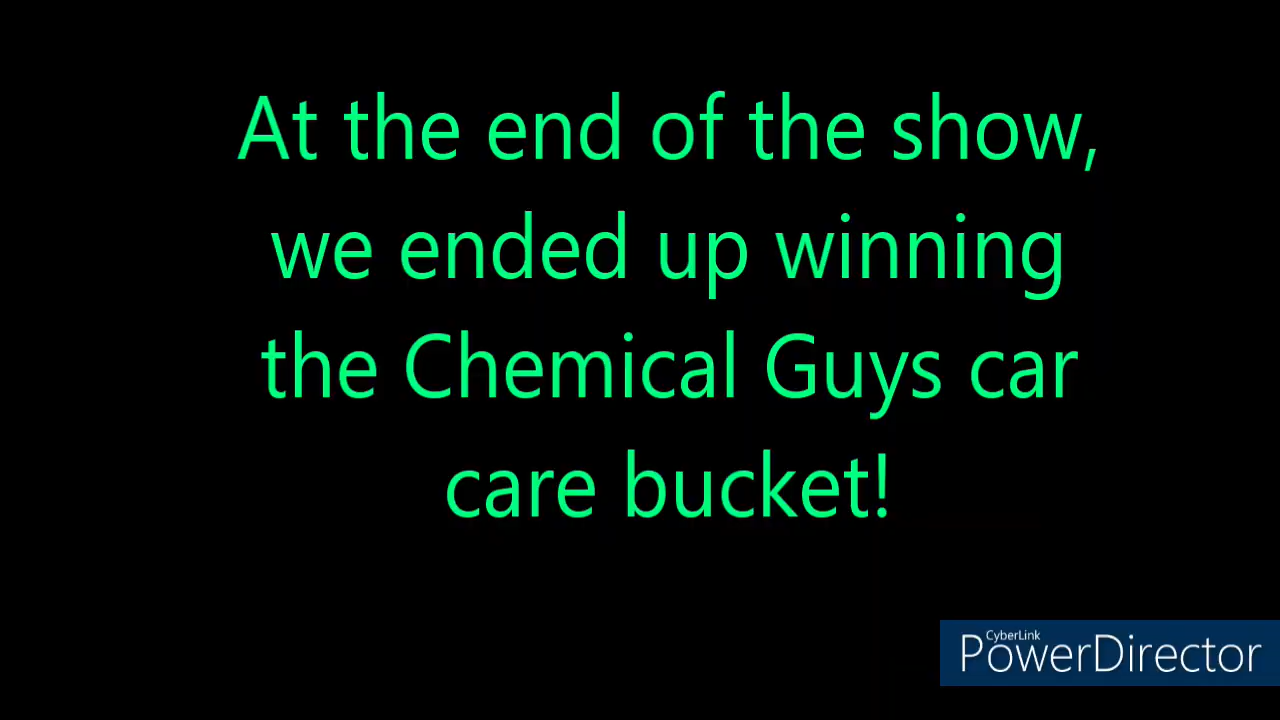 At the end of the show,
we ended up winning
the Chemical Guys car
care bucket!
CyberLink
PowerDirector